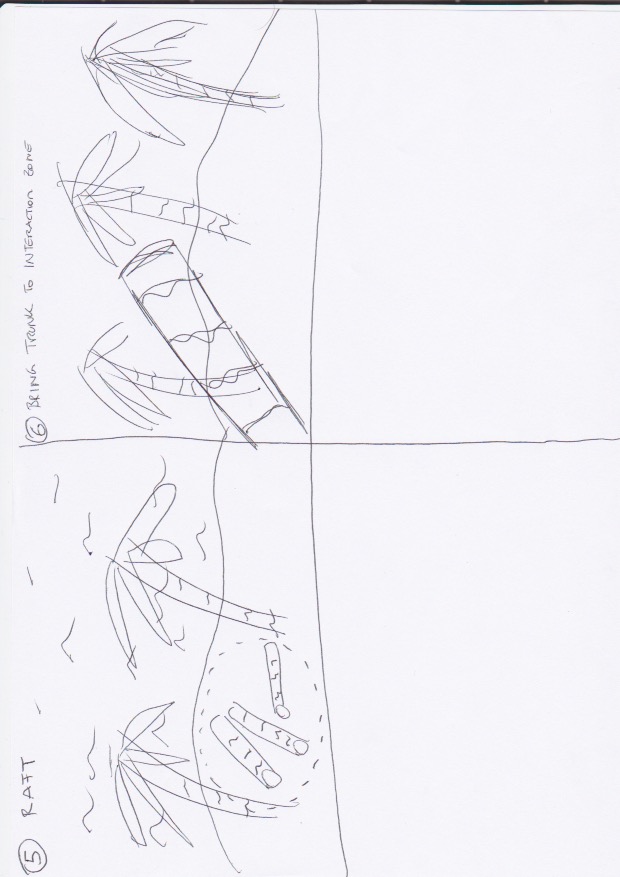 ⑤ RAFT
⑥ BRING TRUNK TO INTERACTION ZONE